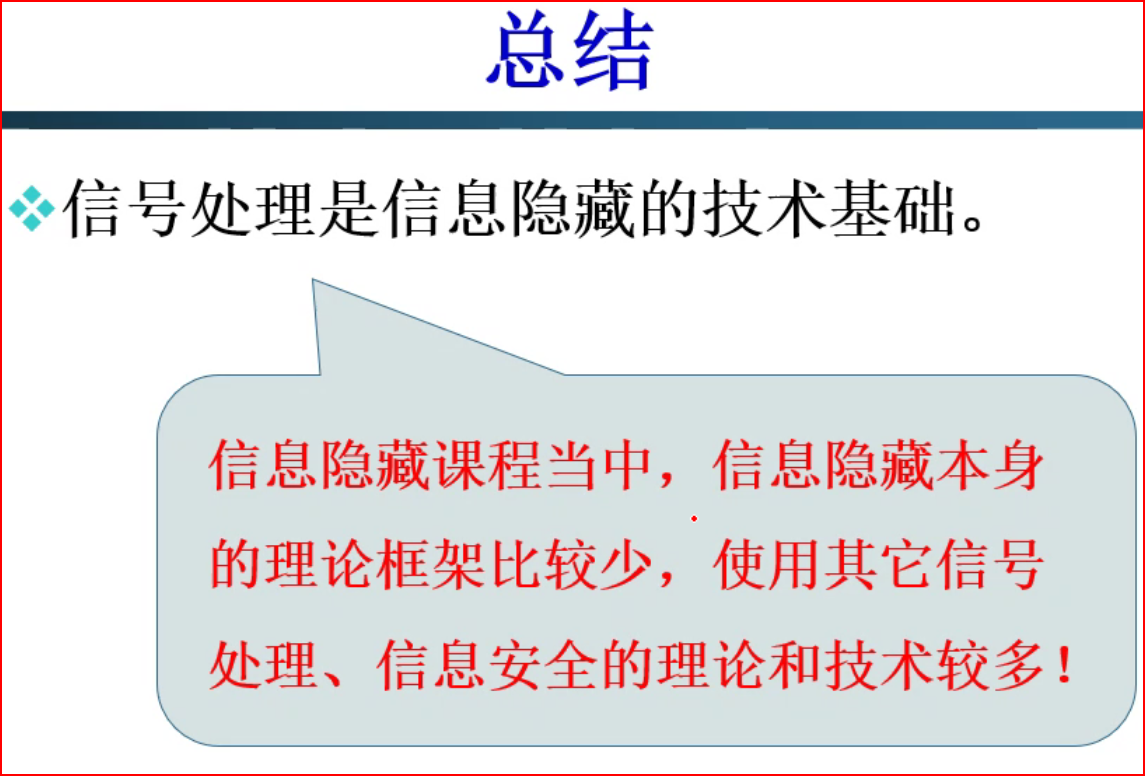 总结
信号处理是信息隐藏的技术基础。
信息隐藏课程当中，信息隐藏本身
的理论框架比较少，使用其它信号
处理、信息安全的理论和技术较多！